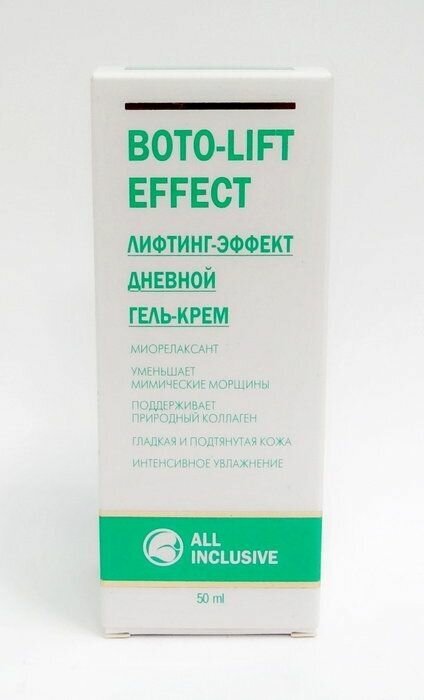 BOTO-LIFT
EFFECT
ЛИФТИНГ-ЭФФЕКТ
ДНЕВНОЙ
ГЕЛЬ-КРЕМ
МИОРЕЛАКСАНТ
УМЕНЬШАЕТ
МИМИЧЕСКИЕ МОРЩИНЫ
ПОДДЕРЖИВАЕТ
ПРИРОДНЫЙ КОЛЛАГЕН
ГЛАДКАЯ И ПОДТЯНУТАЯ КОЖА
ИНТЕНСИВНОЕ УВЛАЖНЕНИЕ
ALL
INCLUSIVE
50 ml